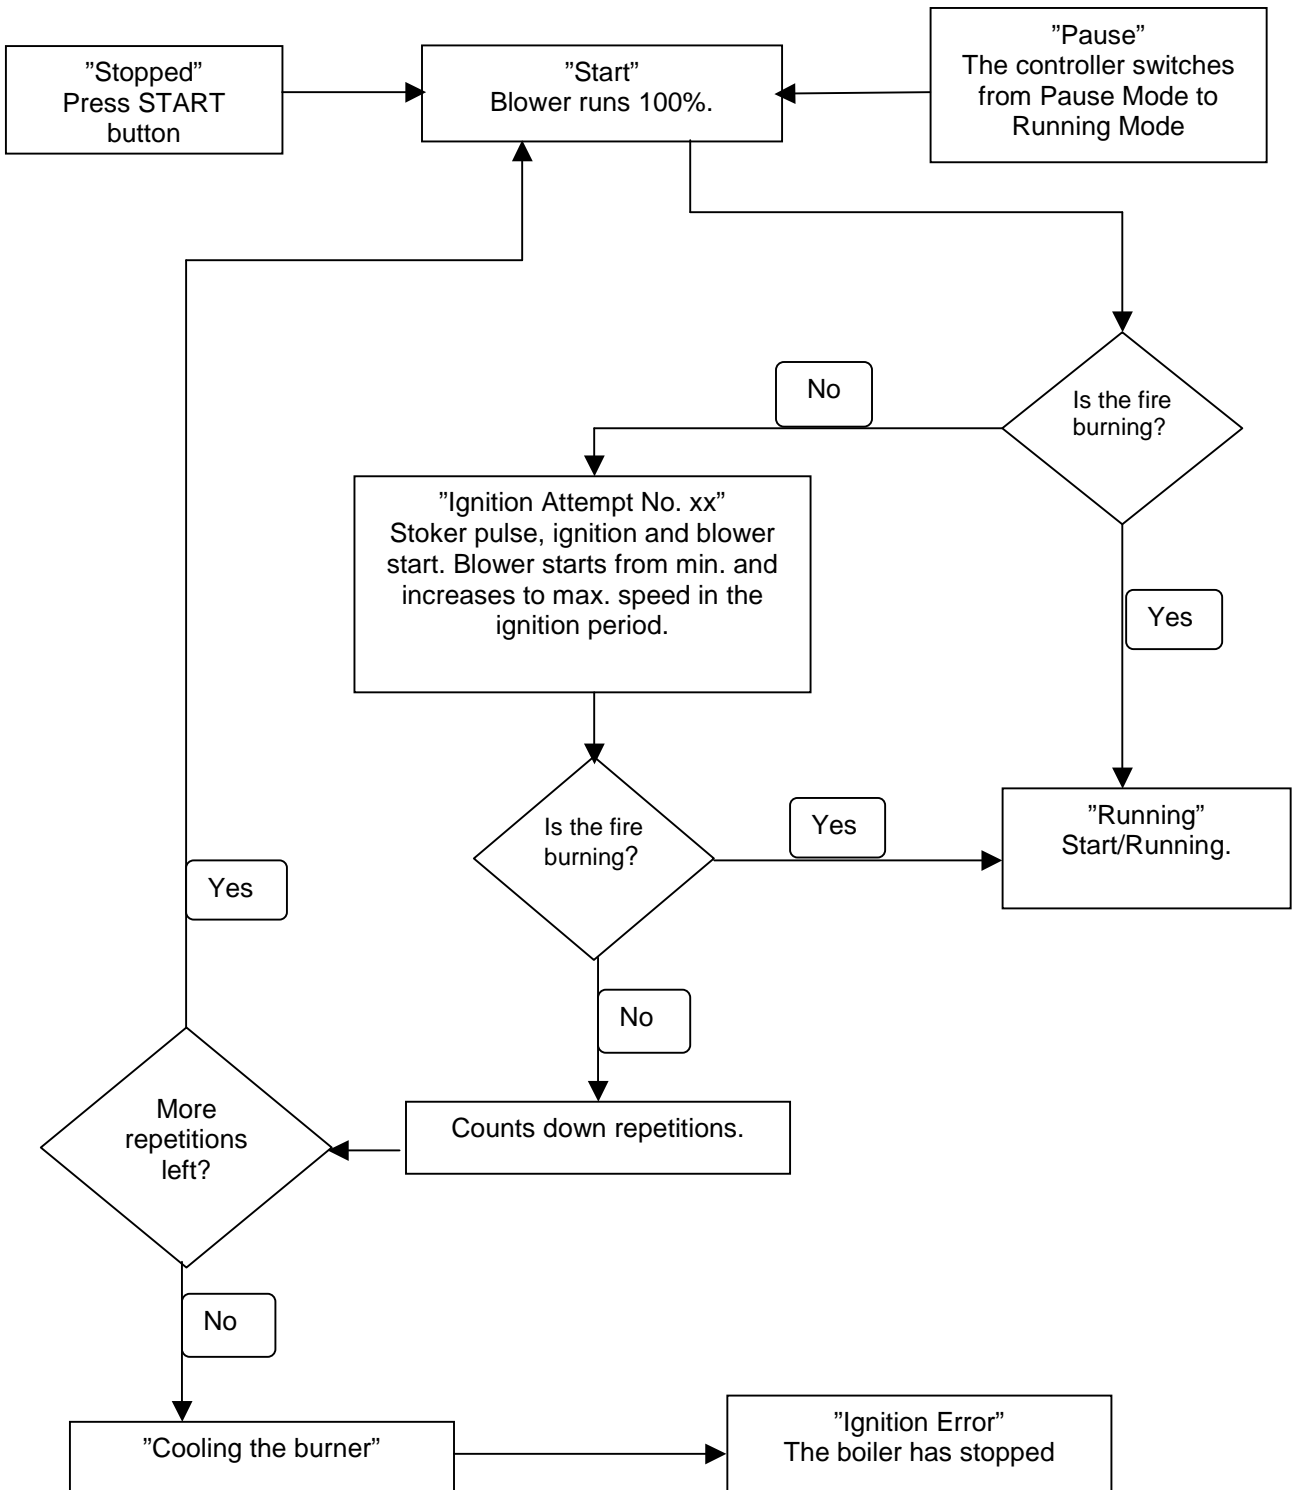 ”Stopped”
Press START
button
”Start”
Blower runs 100%.
”Pause”
The controller switches
from Pause Mode to
Running Mode
No
Is the fire
burning?
”Ignition Attempt No. xx”
Stoker pulse, ignition and blower
start. Blower starts from min. and
increases to max. speed in the
ignition period.
Yes
Is the fire
burning?
Yes
”Running”
Start/Running.
Yes
No
More
repetitions
left?
Counts down repetitions.
No
”Cooling the burner”
”Ignition Error”
The boiler has stopped